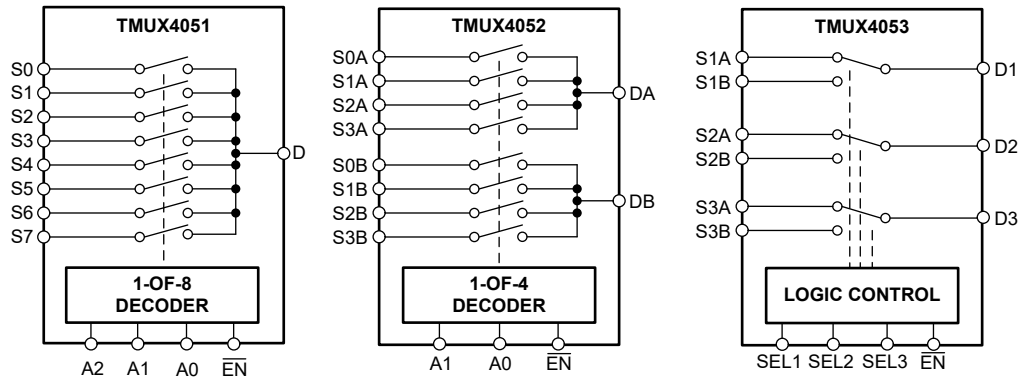 TMUX4051
S0
S1
S2
S3
S4
S5
S6
S7
D
1-OF-8
DECODER
A2 A1 A0 EN
TMUX4052
S0A
S1A
S2A
S3A
S0B
S1B
S2B
S3B
DA
DB
1-OF-4
DECODER
A1 A0 EN
TMUX4053
S1A
S1B
S2A
S2B
S3A
S3B
D1
D2
D3
LOGIC CONTROL
SEL1 SEL2 SEL3 EN